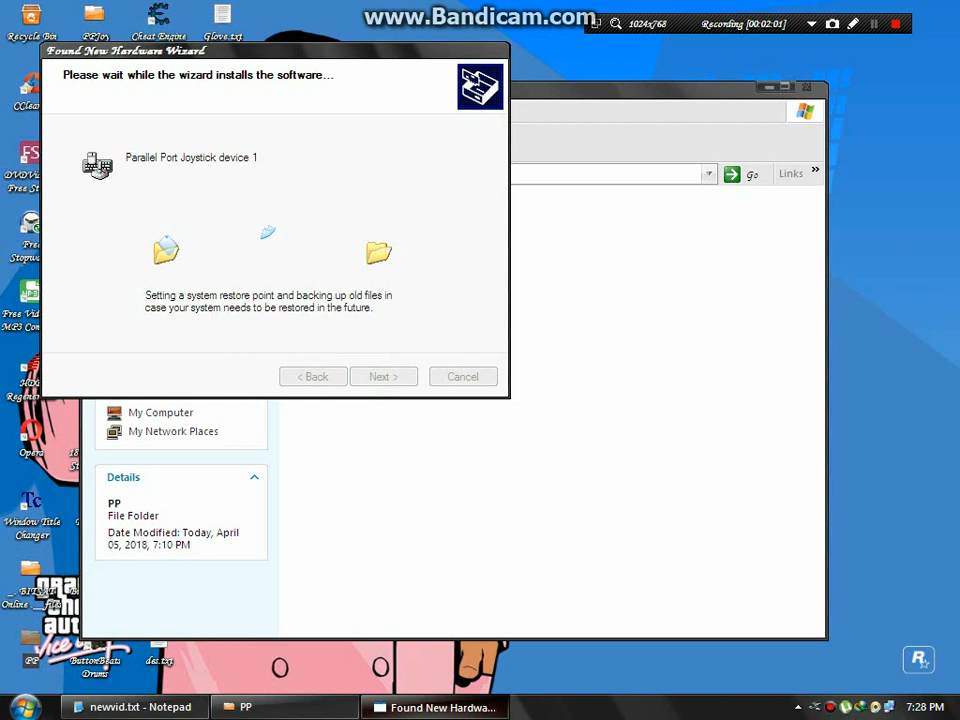 www.Bandicam.com
1024x768
Recording [00:02:01]
Recycle Bin
PPJoy
Cheat Engine
Glove.txt
Found New Hardware Wizard
Please wait while the wizard installs the software...
Parallel Port Joystick device 1
Setting a system restore point and backing up old files in
case your system needs to be restored in the future.
< Back
Next >
Cancel
Go
Links
My Computer
My Network Places
Details
PP
File Folder
Date Modified: Today, April
05, 2018, 7:10 PM
Opera
Tc
Window Title
Changer
PP
ButtonBeats
Drums
des.txt
newvid.txt - Notepad
PP
Found New Hardwa...
7:28 PM